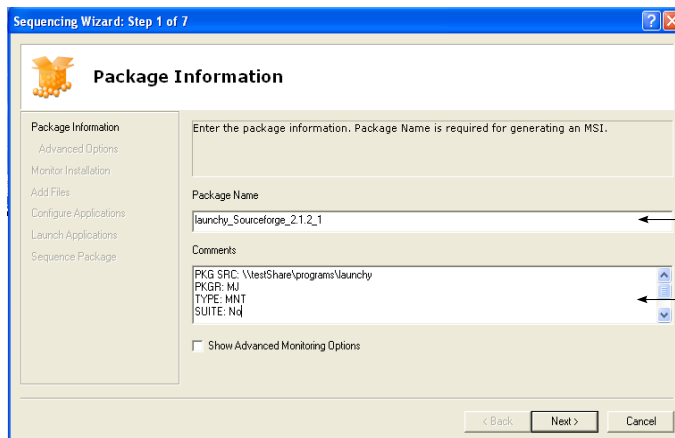 Sequencing Wizard: Step 1 of 7
Package Information
Package Information
Advanced Options
Monitor Installation
Add Files
Configure Applications
Launch Applications
Sequence Package
Enter the package information. Package Name is required for generating an MSI.
Package Name
launchy_Sourceforge_2.1.2_1
Comments
PKG SRC: \\testShare\programs\launchy
PKGR: MJ
TYPE: MNT
SUITE: No
Show Advanced Monitoring Options
< Back
Next >
Cancel